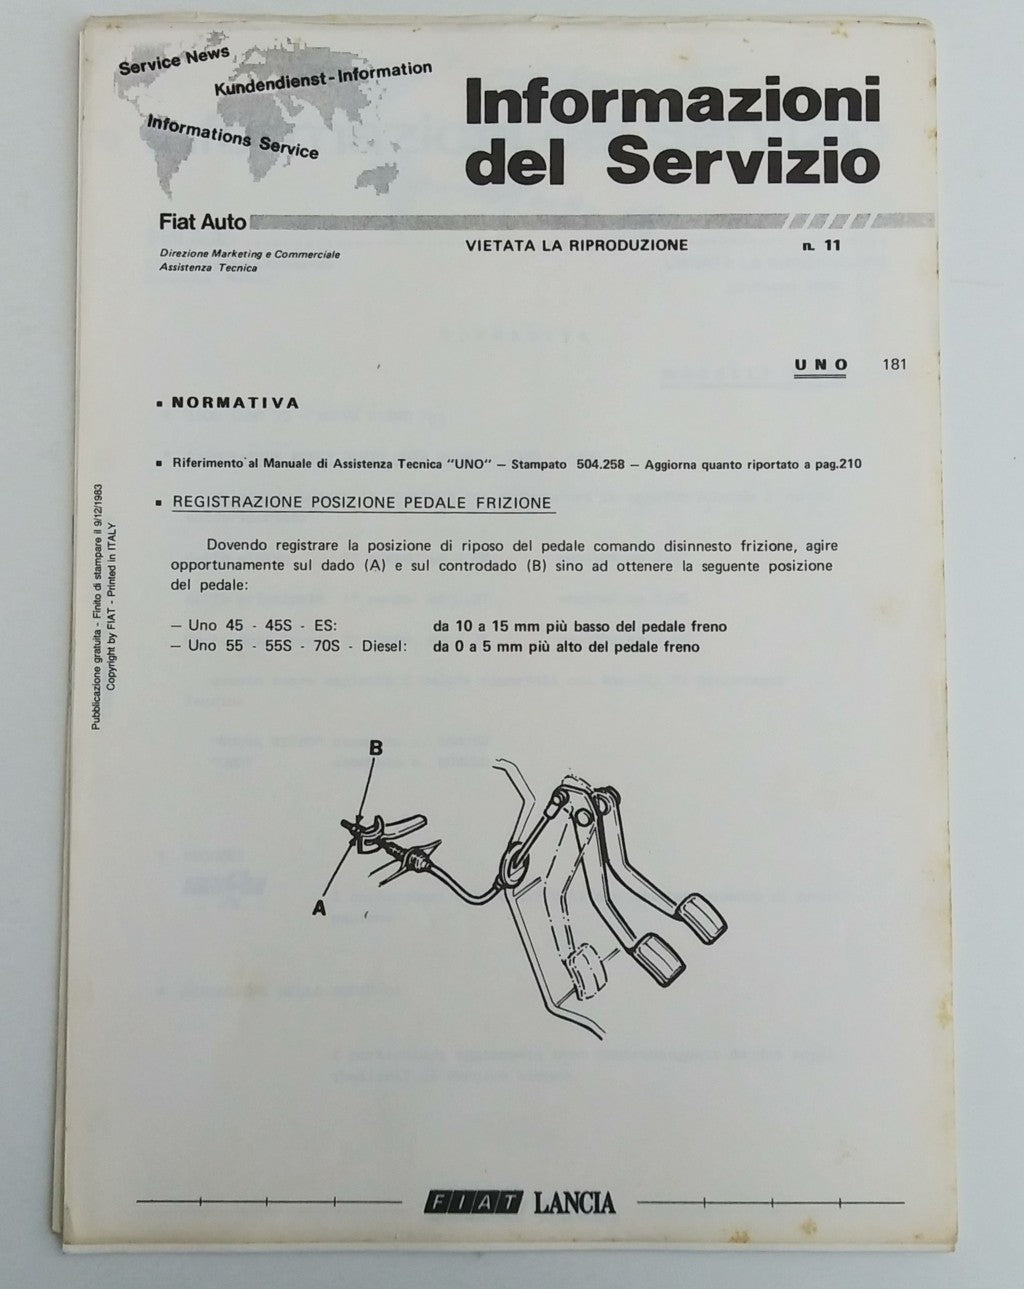 Service News
Kundendienst - Information
Informations Service
Informazioni
del Servizio
Fiat Auto
Direzione Marketing e Commerciale
Assistenza Tecnica
VIETATA LA RIPRODUZIONE n. 11
UNO 181
▪ NORMATIVA
▪ Riferimento al Manuale di Assistenza Tecnica "UNO" – Stampato 504.258 – Aggiorna quanto riportato a pag.210
▪ REGISTRAZIONE POSIZIONE PEDALE FRIZIONE
Dovendo registrare la posizione di riposo del pedale comando disinnesto frizione, agire
opportunamente sul dado (A) e sul controdado (B) sino ad ottenere la seguente posizione
del pedale:
– Uno 45 - 45S - ES: da 10 a 15 mm più basso del pedale freno
– Uno 55 - 55S - 70S - Diesel: da 0 a 5 mm più alto del pedale freno
Pubblicazione gratuita - Finito di stampare il 9/12/1983
Copyright by FIAT - Printed in ITALY
B
A
FIAT LANCIA